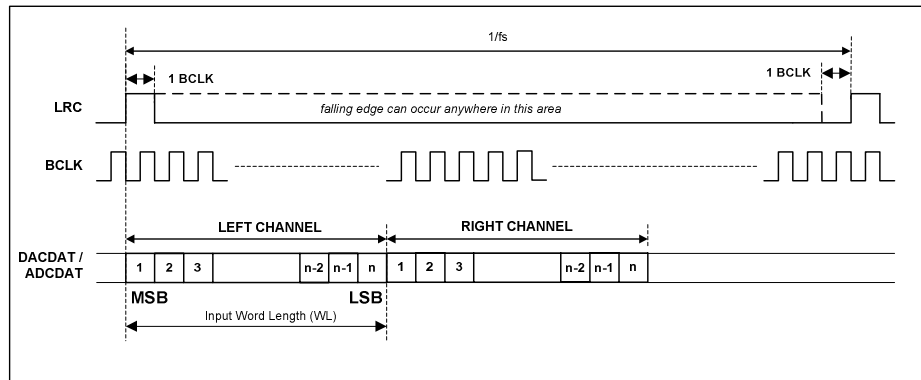 1/fs
1 BCLK
1 BCLK
LRC
falling edge can occur anywhere in this area
BCLK
LEFT CHANNEL
RIGHT CHANNEL
DACDAT /
ADCDAT
1 2 3 n-2 n-1 n 1 2 3 n-2 n-1 n
MSB
LSB
Input Word Length (WL)